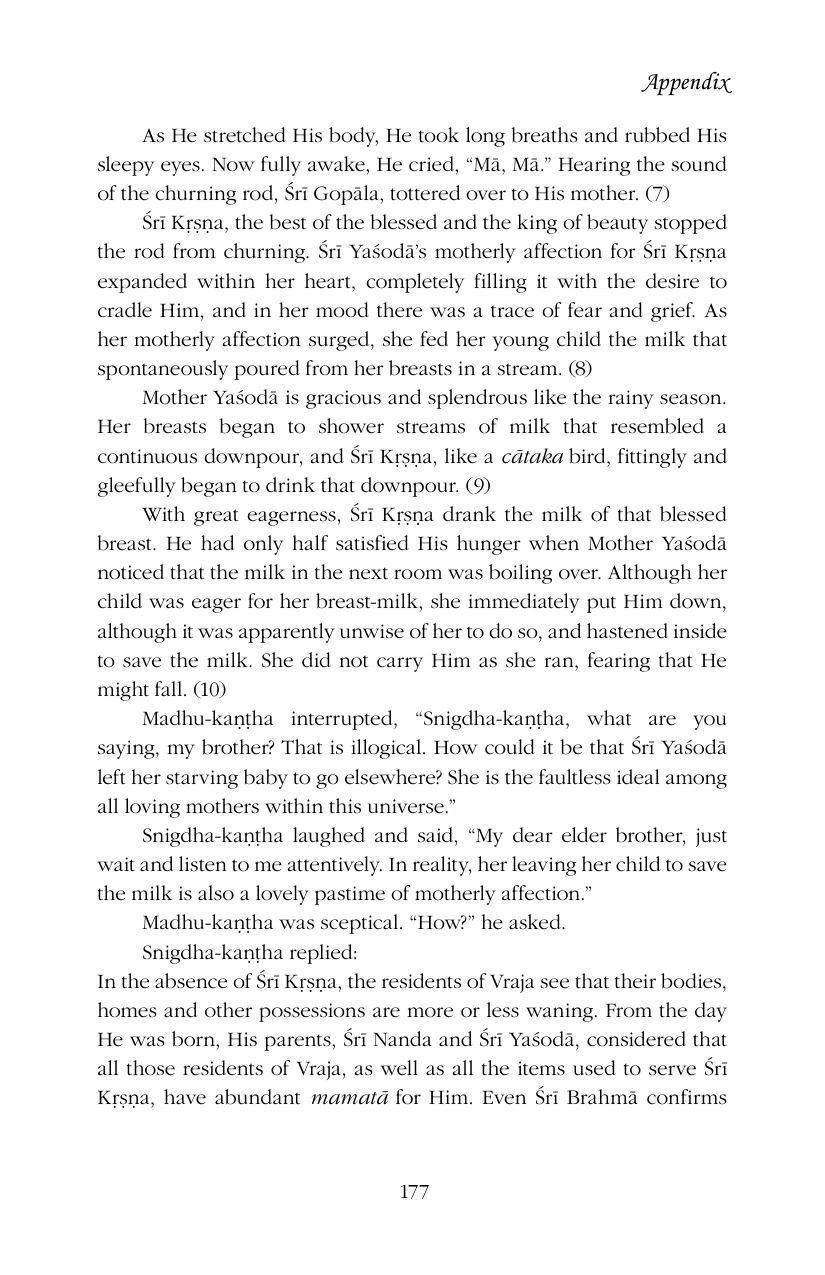 Appendix
As He stretched His body, He took long breaths and rubbed His
sleepy eyes. Now fully awake, He cried, “Mā, Mā.” Hearing the sound
of the churning rod, Śrī Gopāla, tottered over to His mother. (7)
Śrī Kṛṣṇa, the best of the blessed and the king of beauty stopped
the rod from churning. Śrī Yaśodā’s motherly affection for Śrī Kṛṣṇa
expanded within her heart, completely filling it with the desire to
cradle Him, and in her mood there was a trace of fear and grief. As
her motherly affection surged, she fed her young child the milk that
spontaneously poured from her breasts in a stream. (8)
Mother Yaśodā is gracious and splendrous like the rainy season.
Her breasts began to shower streams of milk that resembled a
continuous downpour, and Śrī Kṛṣṇa, like a cātaka bird, fittingly and
gleefully began to drink that downpour. (9)
With great eagerness, Śrī Kṛṣṇa drank the milk of that blessed
breast. He had only half satisfied His hunger when Mother Yaśodā
noticed that the milk in the next room was boiling over. Although her
child was eager for her breast-milk, she immediately put Him down,
although it was apparently unwise of her to do so, and hastened inside
to save the milk. She did not carry Him as she ran, fearing that He
might fall. (10)
Madhu-kaṇṭha interrupted, “Snigdha-kaṇṭha, what are you
saying, my brother? That is illogical. How could it be that Śrī Yaśodā
left her starving baby to go elsewhere? She is the faultless ideal among
all loving mothers within this universe.”
Snigdha-kaṇṭha laughed and said, “My dear elder brother, just
wait and listen to me attentively. In reality, her leaving her child to save
the milk is also a lovely pastime of motherly affection.”
Madhu-kaṇṭha was sceptical. “How?” he asked.
Snigdha-kaṇṭha replied:
In the absence of Śrī Kṛṣṇa, the residents of Vraja see that their bodies,
homes and other possessions are more or less waning. From the day
He was born, His parents, Śrī Nanda and Śrī Yaśodā, considered that
all those residents of Vraja, as well as all the items used to serve Śrī
Kṛṣṇa, have abundant mamatā for Him. Even Śrī Brahmā confirms
177